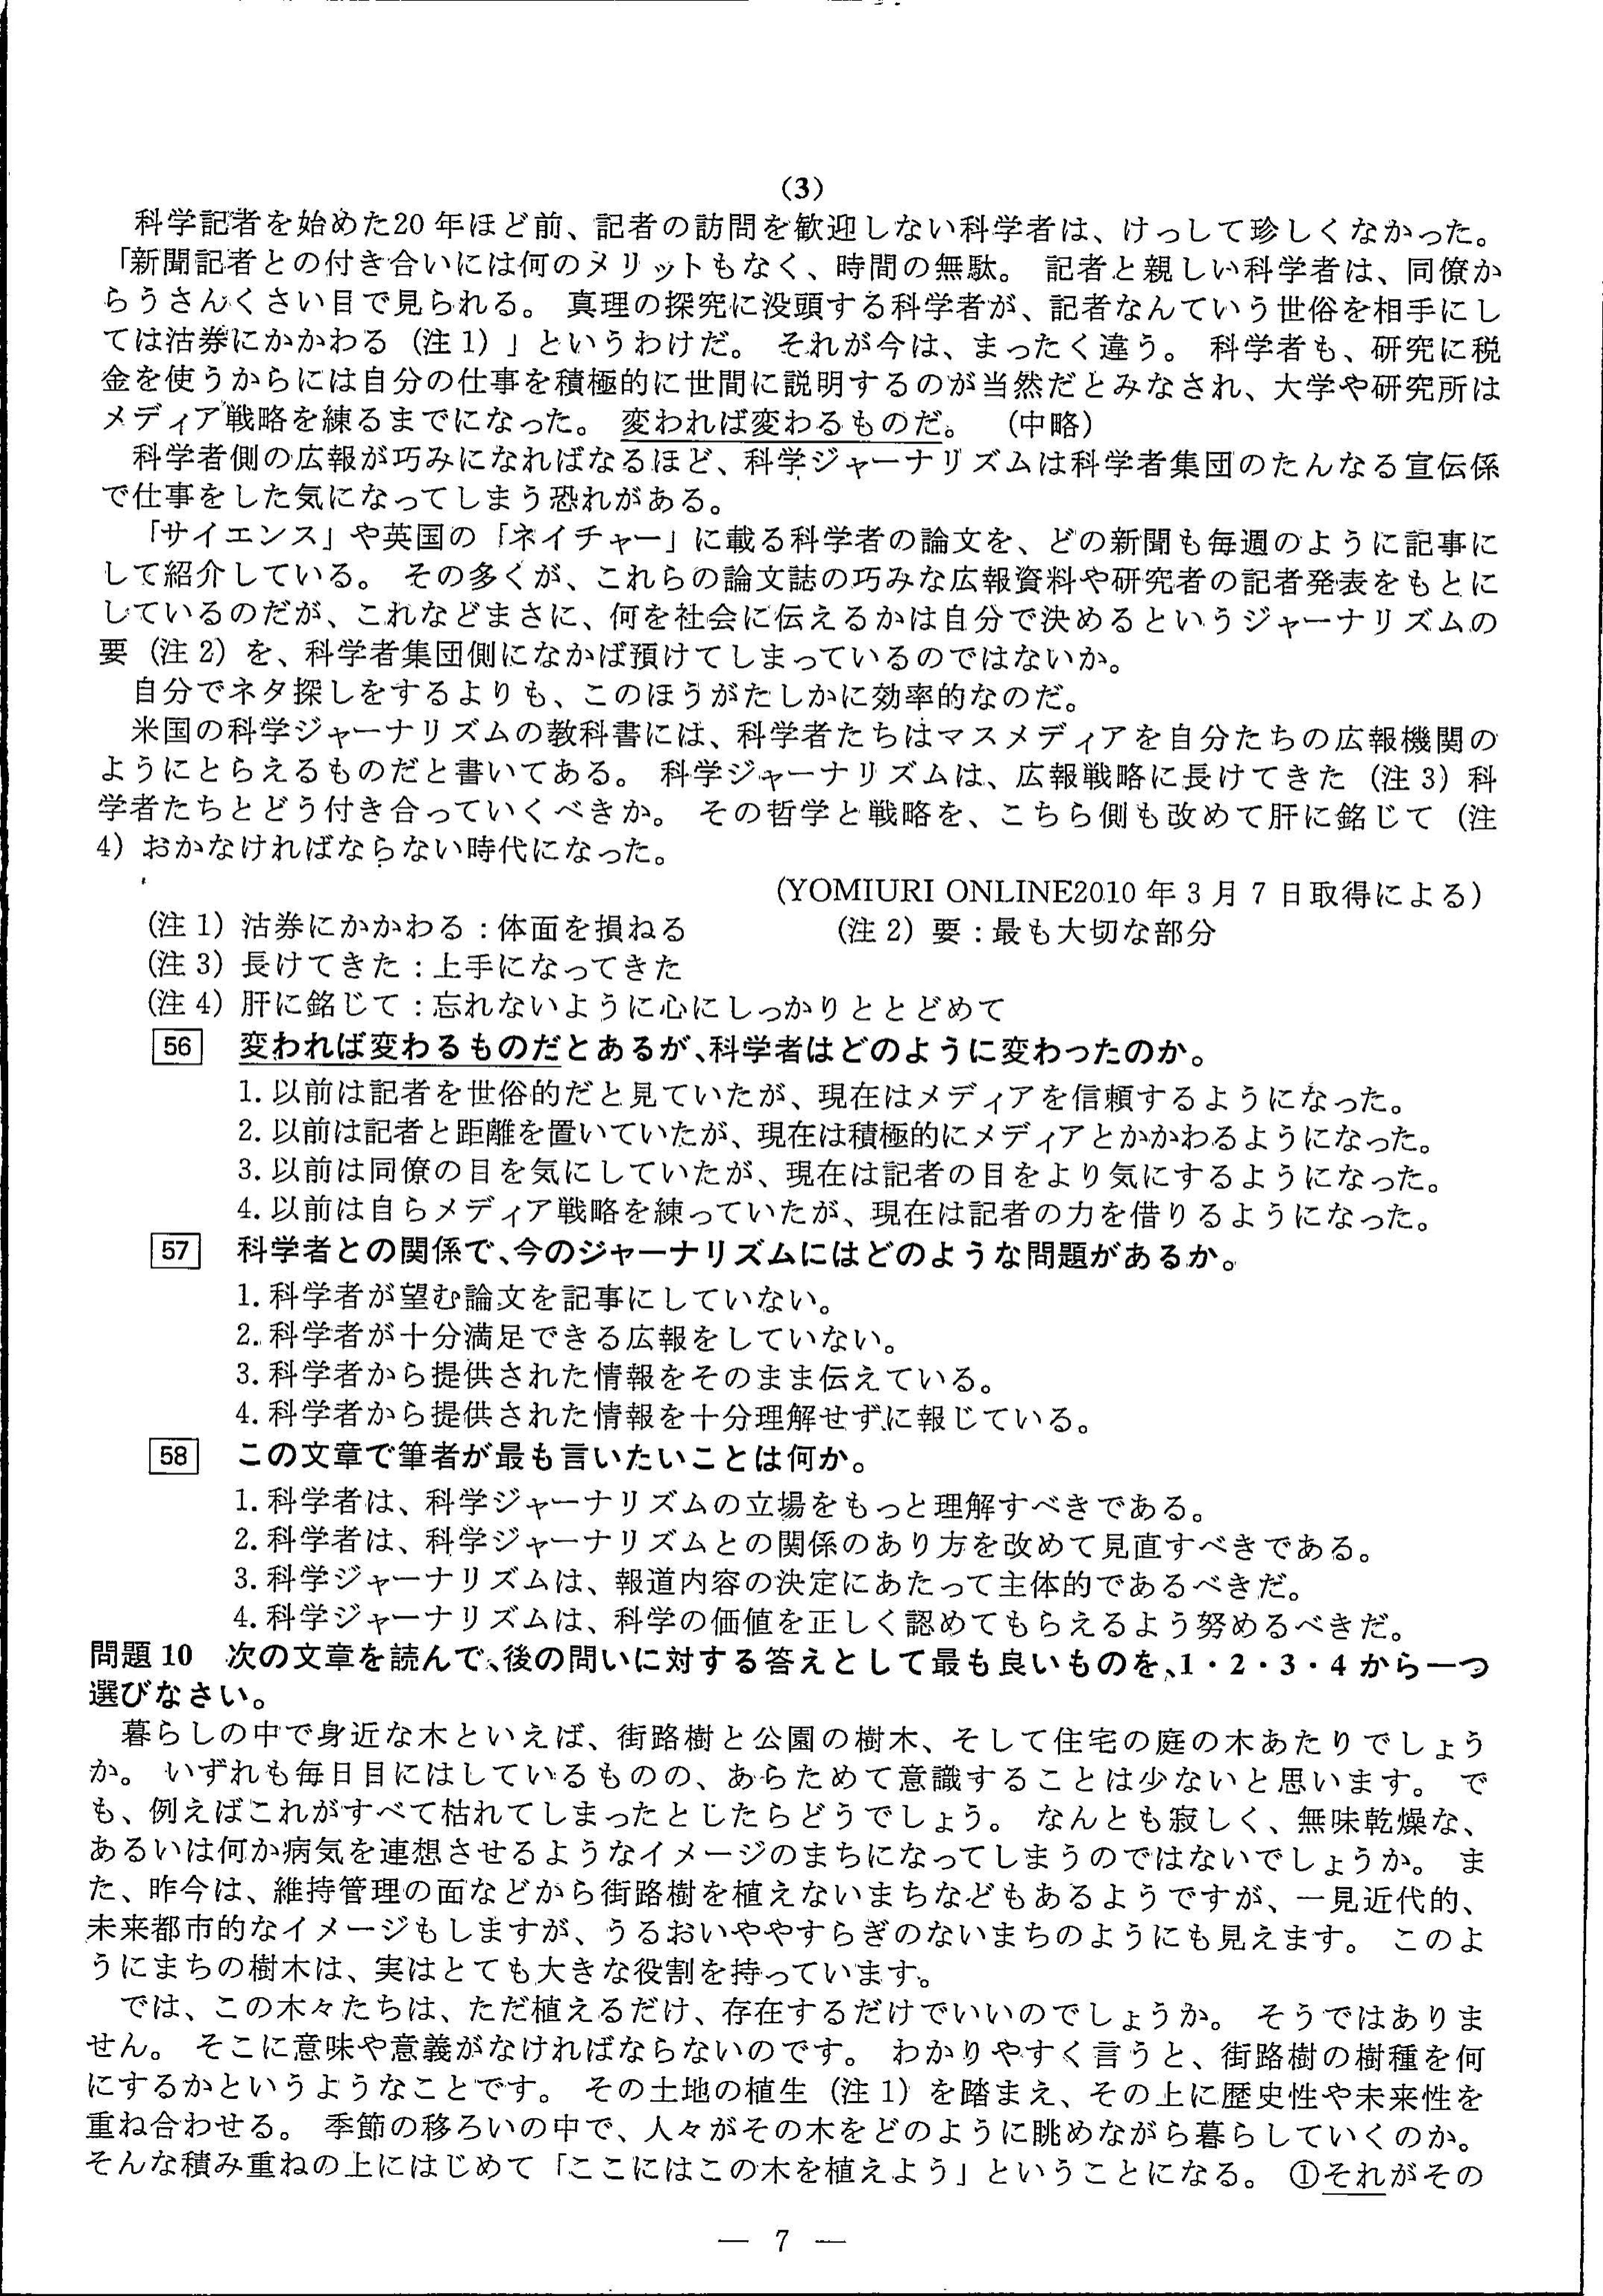 （3）
科学記者を始めた20年ほど前、記者の訪問を歓迎しない科学者は、けっして珍しくなかった。
「新聞記者との付き合いには何のメリットもなく、時間の無駄。 記者と親しい科学者は、同僚か
らうさんくさい目で見られる。 真理の探究に没頭する科学者が、記者なんていう世俗を相手にし
ては沽券にかかわる（注1）」というわけだ。 それが今は、まったく違う。 科学者も、研究に税
金を使うからには自分の仕事を積極的に世間に説明するのが当然だとみなされ、大学や研究所は
メディア戦略を練るまでになった。 変われば変わるものだ。 （中略）
科学者側の広報が巧みになればなるほど、科学ジャーナリズムは科学者集団のたんなる宣伝係
で仕事をした気になってしまう恐れがある。
「サイエンス」や英国の「ネイチャー」に載る科学者の論文を、どの新聞も毎週のように記事に
して紹介している。 その多くが、これらの論文誌の巧みな広報資料や研究者の記者発表をもとに
しているのだが、これなどまさに、何を社会に伝えるかは自分で決めるというジャーナリズムの
要（注2）を、科学者集団側になかば預けてしまっているのではないか。
自分でネタ探しをするよりも、このほうがたしかに効率的なのだ。
米国の科学ジャーナリズムの教科書には、科学者たちはマスメディアを自分たちの広報機関の
ようにとらえるものだと書いてある。 科学ジャーナリズムは、広報戦略に長けてきた（注3）科
学者たちとどう付き合っていくべきか。 その哲学と戦略を、こちら側も改めて肝に銘じて（注
4）おかなければならない時代になった。
（YOMIURI ONLINE2010年3月7日取得による）
（注1）沽券にかかわる：体面を損ねる （注2）要：最も大切な部分
（注3）長けてきた：上手になってきた
（注4）肝に銘じて：忘れないように心にしっかりととどめて
56 変われば変わるものだとあるが、科学者はどのように変わったのか。
1. 以前は記者を世俗的だと見ていたが、現在はメディアを信頼するようになった。
2. 以前は記者と距離を置いていたが、現在は積極的にメディアとかかわるようになった。
3. 以前は同僚の目を気にしていたが、現在は記者の目をより気にするようになった。
4. 以前は自らメディア戦略を練っていたが、現在は記者の力を借りるようになった。
57 科学者との関係で、今のジャーナリズムにはどのような問題があるか。
1. 科学者が望む論文を記事にしていない。
2. 科学者が十分満足できる広報をしていない。
3. 科学者から提供された情報をそのまま伝えている。
4. 科学者から提供された情報を十分理解せずに報じている。
58 この文章で筆者が最も言いたいことは何か。
1. 科学者は、科学ジャーナリズムの立場をもっと理解すべきである。
2. 科学者は、科学ジャーナリズムとの関係のあり方を改めて見直すべきである。
3. 科学ジャーナリズムは、報道内容の決定にあたって主体的であるべきだ。
4. 科学ジャーナリズムは、科学の価値を正しく認めてもらえるよう努めるべきだ。
問題10 次の文章を読んで、後の問いに対する答えとして最も良いものを、1・2・3・4から一つ
選びなさい。
暮らしの中で身近な木といえば、街路樹と公園の樹木、そして住宅の庭の木あたりでしょう
か。 いずれも毎日目にはしているものの、あらためて意識することは少ないと思います。 で
も、例えばこれがすべて枯れてしまったとしたらどうでしょう。 なんとも寂しく、無味乾燥な、
あるいは何か病気を連想させるようなイメージのまちになってしまうのではないでしょうか。 ま
た、昨今は、維持管理の面などから街路樹を植えないまちなどもあるようですが、一見近代的、
未来都市的なイメージもしますが、うるおいややすらぎのないまちのようにも見えます。 このよ
うにまちの樹木は、実はとても大きな役割を持っています。
では、この木々たちは、ただ植えるだけ、存在するだけでいいのでしょうか。 そうではありま
せん。 そこに意味や意義がなければならないのです。 わかりやすく言うと、街路樹の樹種を何
にするかというようなことです。 その土地の植生（注1）を踏まえ、その上に歴史性や未来性を
重ね合わせる。 季節の移ろいの中で、人々がその木をどのように眺めながら暮らしていくのか。
そんな積み重ねの上にはじめて「ここにはこの木を植えよう」ということになる。 ①それがその
— 7 —